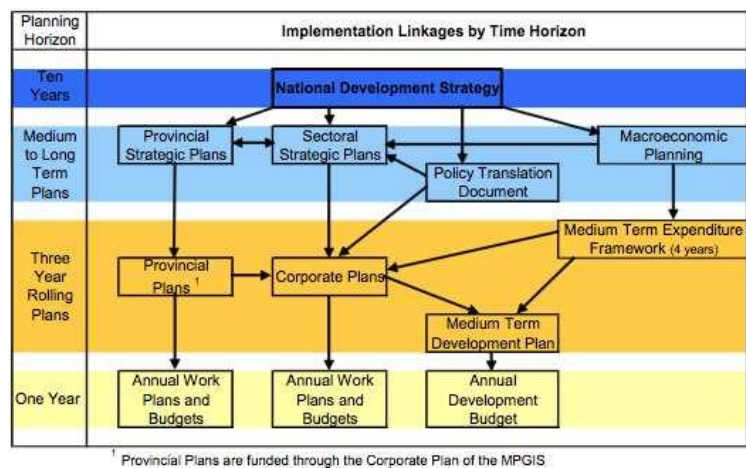 Planning
Horizon
Implementation Linkages by Time Horizon
Ten
Years
National Development Strategy
Medium
to Long
Term
Plans
Provincial
Strategic Plans
Sectoral
Strategic Plans
Macroeconomic
Planning
Policy Translation
Document
Three
Year
Rolling
Plans
Medium Term Expenditure
Framework (4 years)
Provincial
Plans ¹
Corporate Plans
Medium Term
Development Plan
One Year
Annual Work
Plans and
Budgets
Annual Work
Plans and
Budgets
Annual
Development
Budget
¹ Provincial Plans are funded through the Corporate Plan of the MPGIS